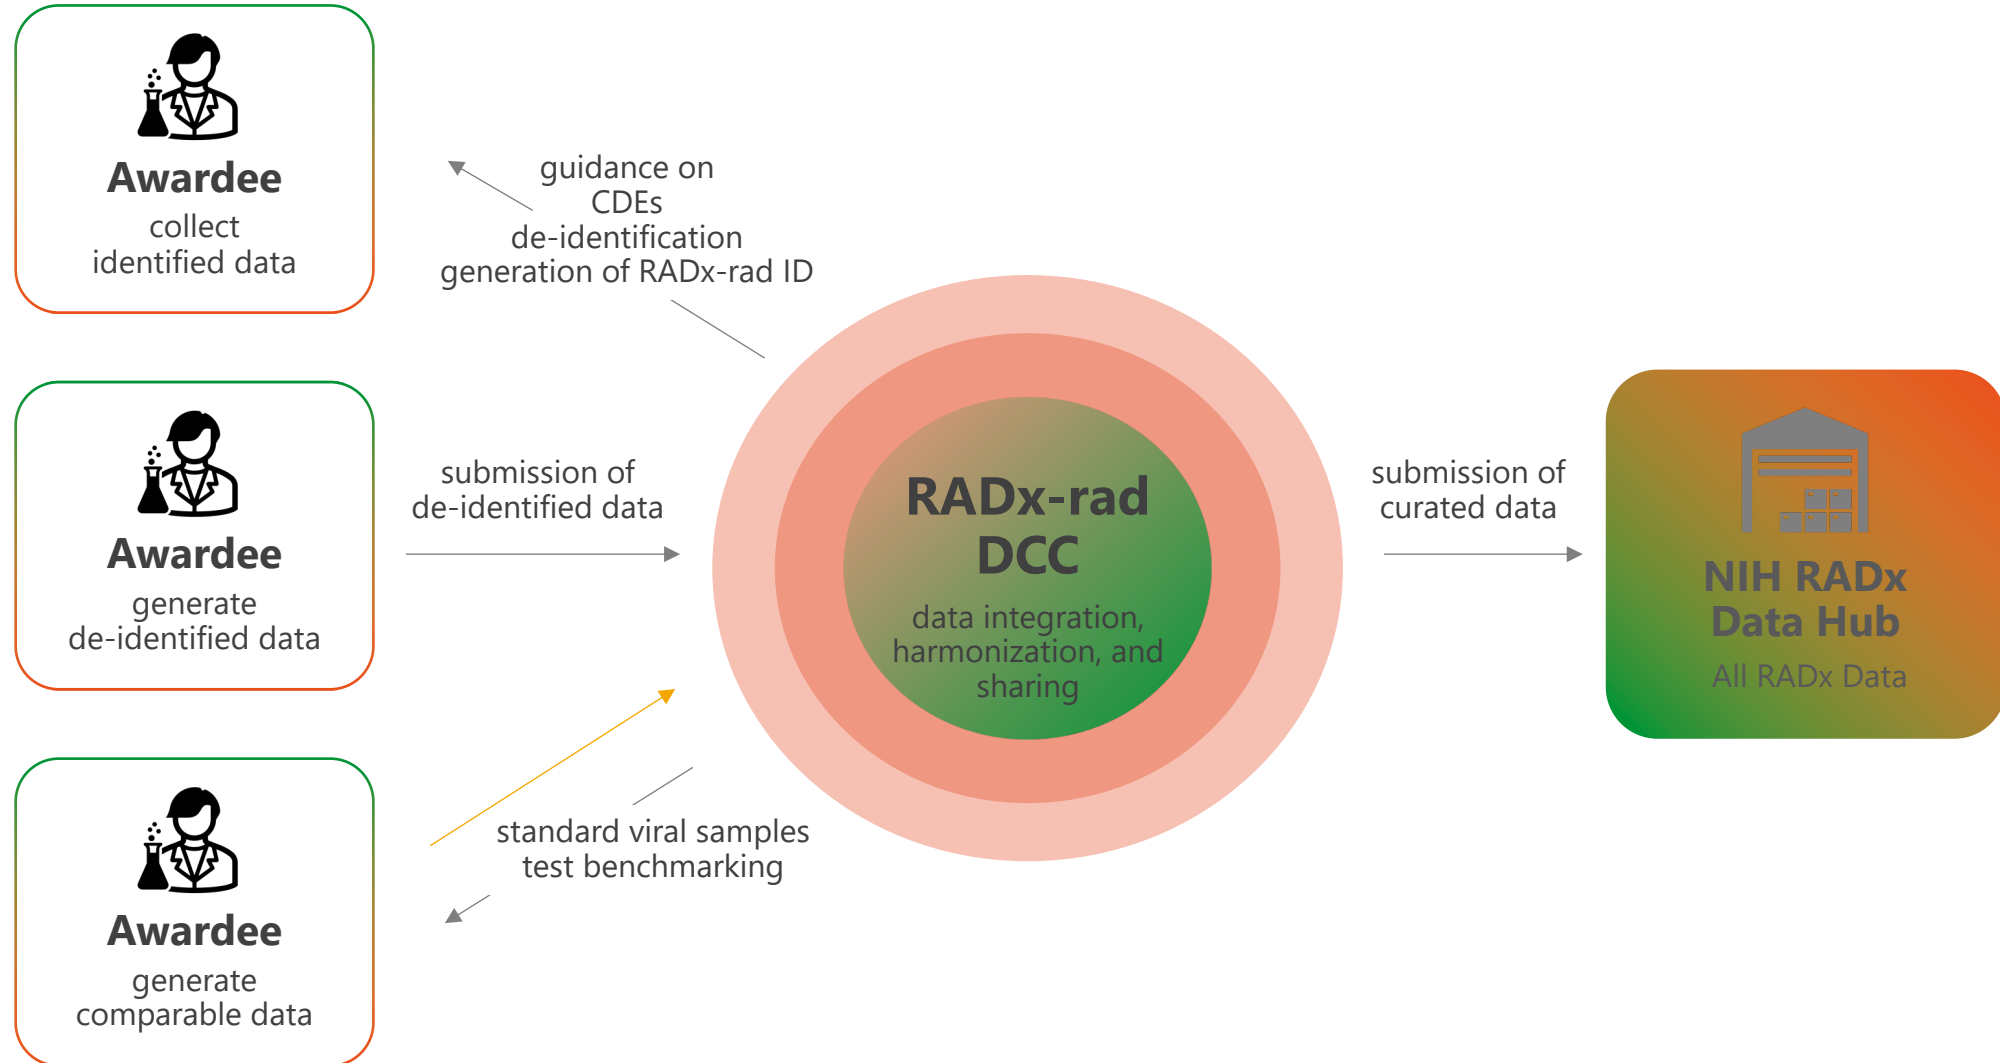 Awardee
collect
identified data
guidance on
CDEs
de-identification
generation of RADx-rad ID
Awardee
generate
de-identified data
submission of
de-identified data
RADx-rad
DCC
data integration,
harmonization, and
sharing
submission of
curated data
NIH RADx
Data Hub
All RADx Data
Awardee
generate
comparable data
standard viral samples
test benchmarking